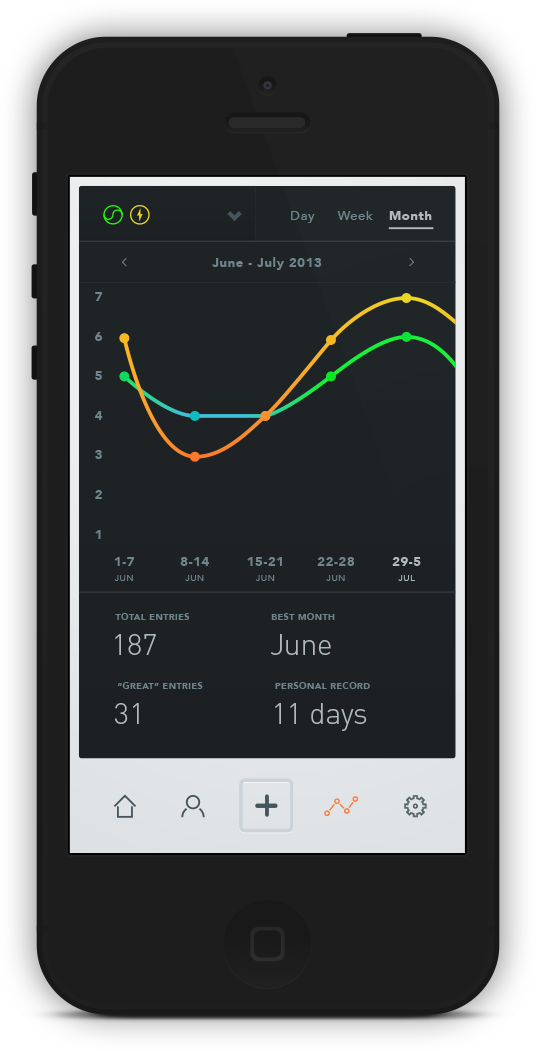 Day Week Month
June - July 2013
7
6
5
4
3
2
1
1-7 8-14 15-21 22-28 29-5
JUN JUN JUN JUN JUL
TOTAL ENTRIES BEST MONTH
187 June
"GREAT" ENTRIES PERSONAL RECORD
31 11 days